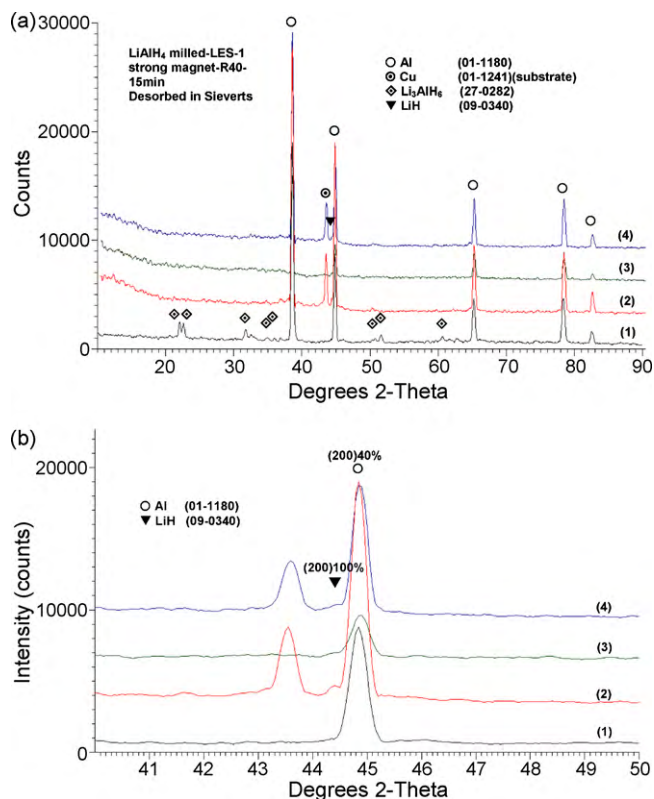 (a)
30000
20000
10000
0
Counts
LiAlH4 milled-LES-1
strong magnet-R40-
15min
Desorbed in Sieverts
Al (01-1180)
Cu (01-1241)(substrate)
Li3AlH6 (27-0282)
LiH (09-0340)
(4)
(3)
(2)
(1)
20 30 40 50 60 70 80 90
Degrees 2-Theta
(b)
20000
10000
0
Intensity (counts)
(200)40%
Al (01-1180)
LiH (09-0340)
(200)100%
(4)
(3)
(2)
(1)
41 42 43 44 45 46 47 48 49 50
Degrees 2-Theta